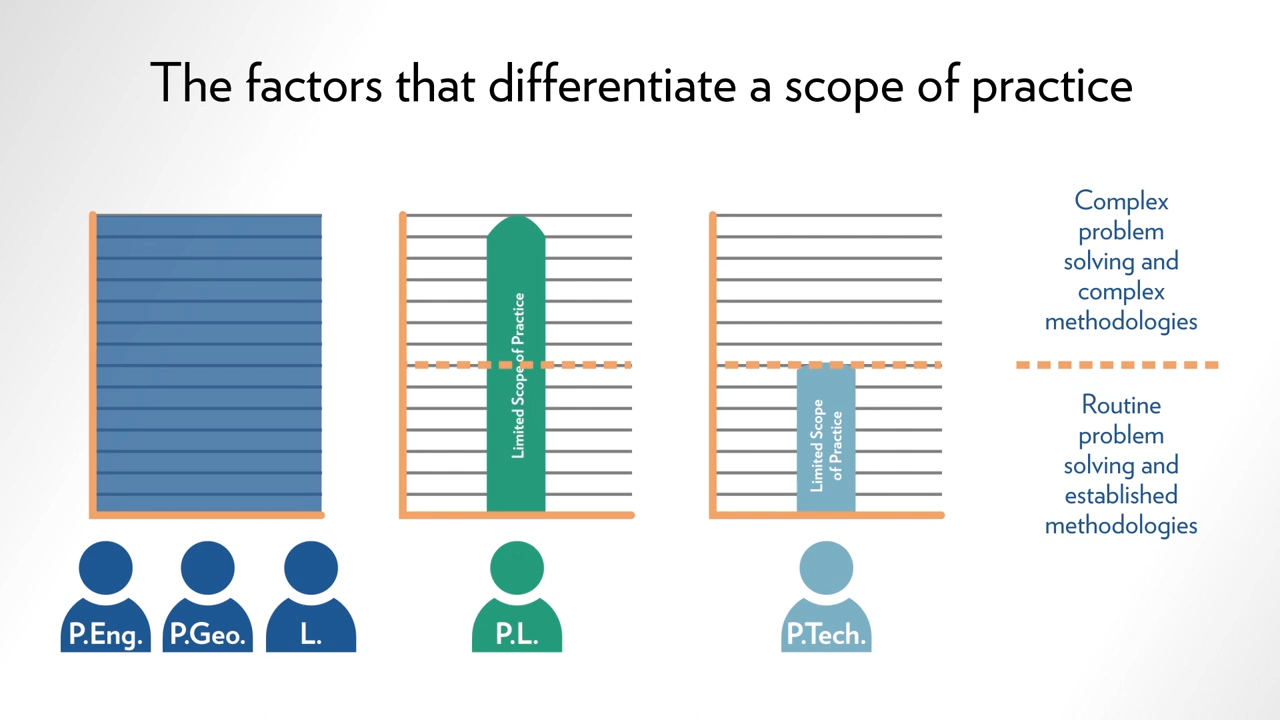 The factors that differentiate a scope of practice
Limited Scope of Practice
Limited Scope
of Practice
Complex
problem
solving and
complex
methodologies
Routine
problem
solving and
established
methodologies
P.Eng.
P.Geo.
L.
P.L.
P.Tech.